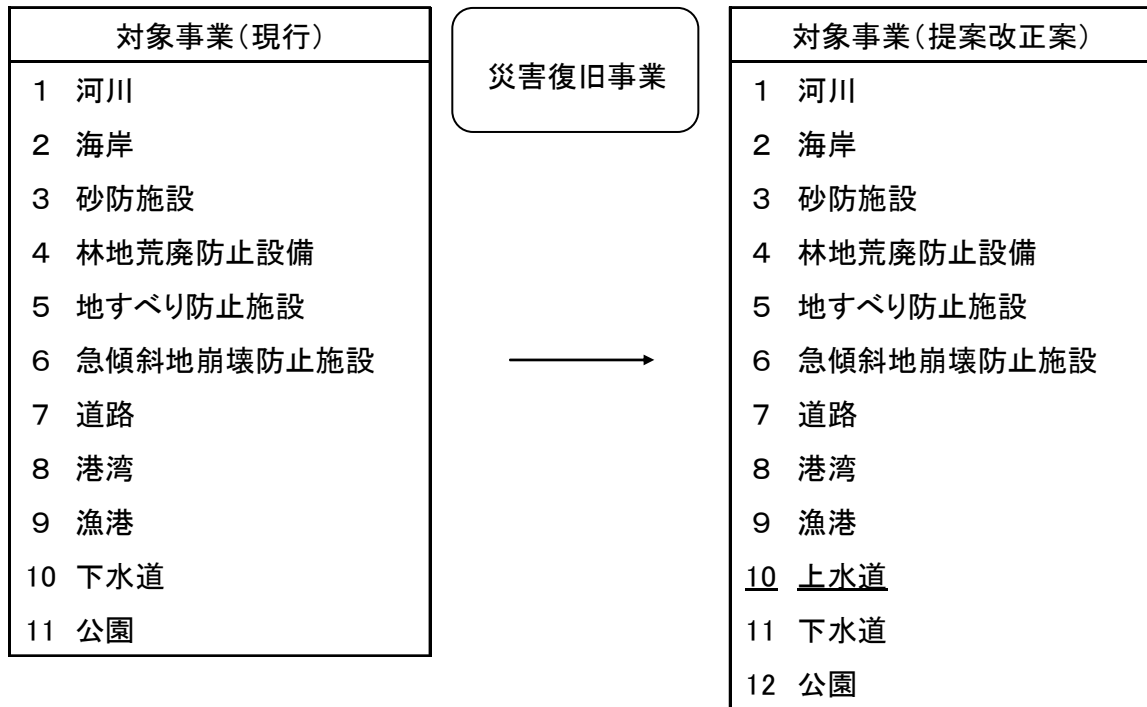 対象事業（現行）
1 河川
2 海岸
3 砂防施設
4 林地荒廃防止設備
5 地すべり防止施設
6 急傾斜地崩壊防止施設
7 道路
8 港湾
9 漁港
10 下水道
11 公園
災害復旧事業
対象事業（提案改正案）
1 河川
2 海岸
3 砂防施設
4 林地荒廃防止設備
5 地すべり防止施設
6 急傾斜地崩壊防止施設
7 道路
8 港湾
9 漁港
10 上水道
11 下水道
12 公園